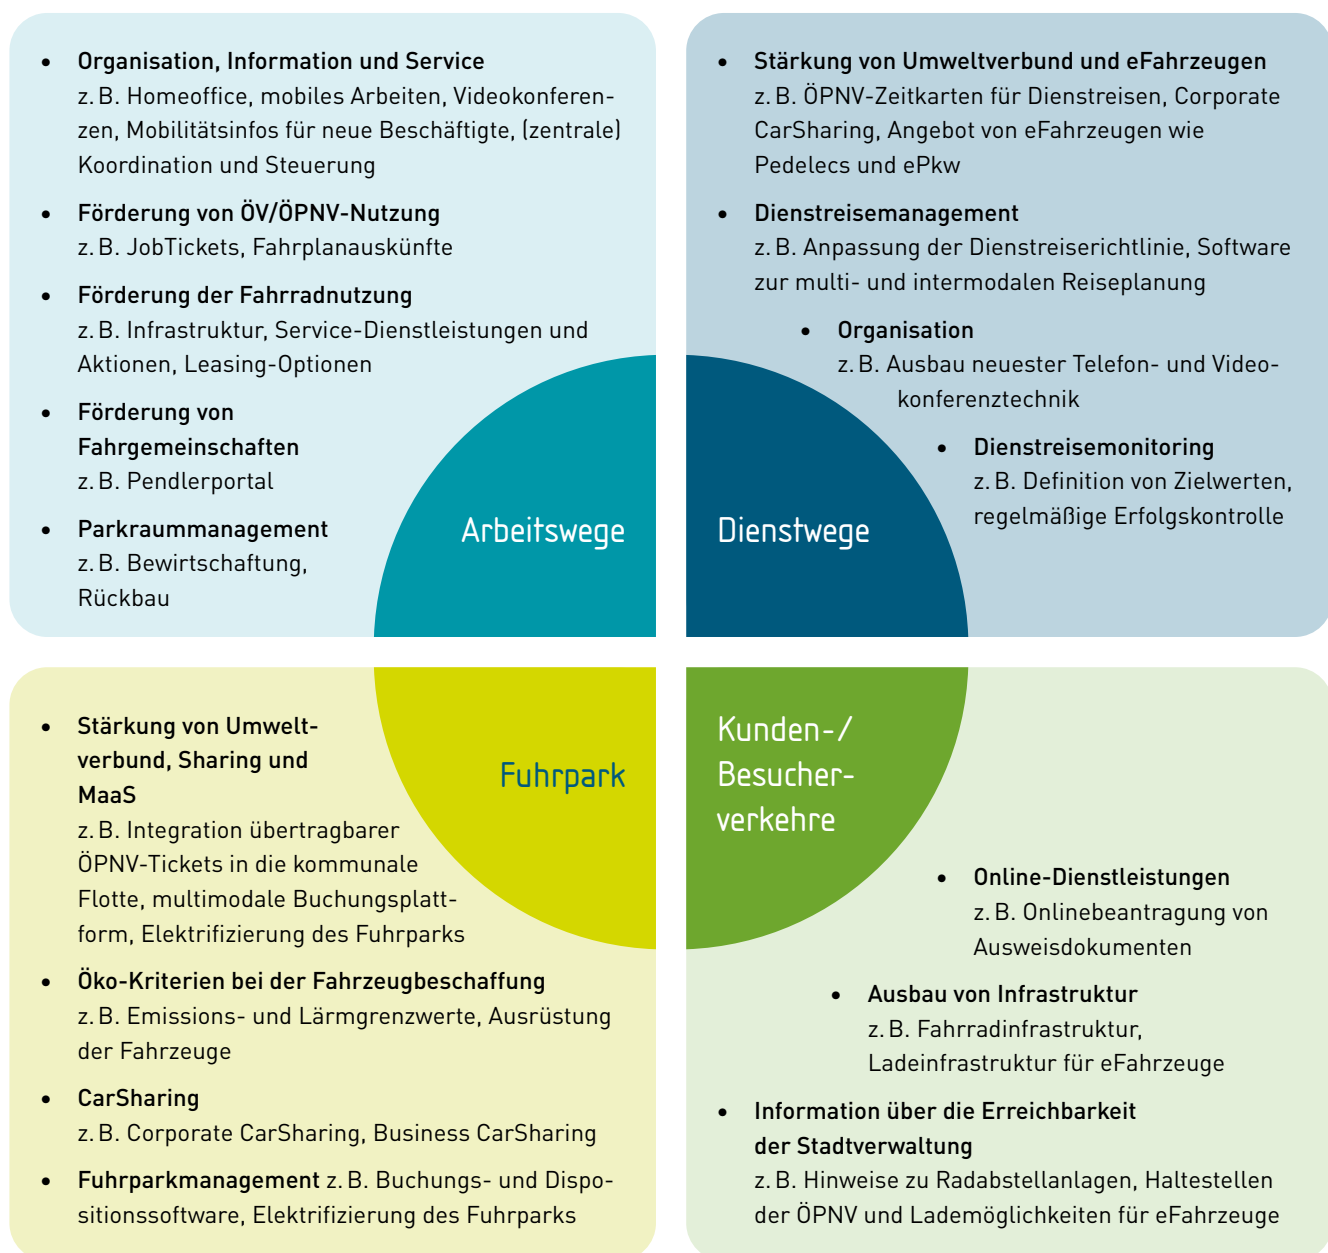 • Organisation, Information und Service
z. B. Homeoffice, mobiles Arbeiten, Videokonferen-
zen, Mobilitätsinfos für neue Beschäftigte, (zentrale)
Koordination und Steuerung
• Förderung von ÖV/ÖPNV-Nutzung
z. B. JobTickets, Fahrplanauskünfte
• Förderung der Fahrradnutzung
z. B. Infrastruktur, Service-Dienstleistungen und
Aktionen, Leasing-Optionen
• Förderung von
Fahrgemeinschaften
z. B. Pendlerportal
• Parkraummanagement
z. B. Bewirtschaftung,
Rückbau
Arbeitswege
• Stärkung von Umweltverbund und eFahrzeugen
z. B. ÖPNV-Zeitkarten für Dienstreisen, Corporate
CarSharing, Angebot von eFahrzeugen wie
Pedelecs und ePkw
• Dienstreisemanagement
z. B. Anpassung der Dienstreiserichtlinie, Software
zur multi- und intermodalen Reiseplanung
• Organisation
z. B. Ausbau neuester Telefon- und Video-
konferenztechnik
• Dienstreisemonitoring
z. B. Definition von Zielwerten,
regelmäßige Erfolgskontrolle
Dienstwege
• Stärkung von Umwelt-
verbund, Sharing und
MaaS
z. B. Integration übertragbarer
ÖPNV-Tickets in die kommunale
Flotte, multimodale Buchungsplatt-
form, Elektrifizierung des Fuhrparks
• Öko-Kriterien bei der Fahrzeugbeschaffung
z. B. Emissions- und Lärmgrenzwerte, Ausrüstung
der Fahrzeuge
• CarSharing
z. B. Corporate CarSharing, Business CarSharing
• Fuhrparkmanagement z. B. Buchungs- und Dispo-
sitionssoftware, Elektrifizierung des Fuhrparks
Fuhrpark
Kunden-/
Besucher-
verkehre
• Online-Dienstleistungen
z. B. Onlinebeantragung von
Ausweisdokumenten
• Ausbau von Infrastruktur
z. B. Fahrradinfrastruktur,
Ladeinfrastruktur für eFahrzeuge
• Information über die Erreichbarkeit
der Stadtverwaltung
z. B. Hinweise zu Radabstellanlagen, Haltestellen
der ÖPNV und Lademöglichkeiten für eFahrzeuge